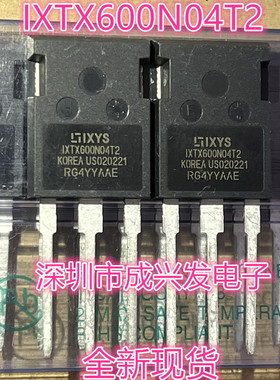 IXTX600N04T2
IXYS
IXTX600N04T2
KOREA US020221
RG4YYAAE
IXYS
IXTX600N04T2
KOREA US020221
RG4YYAAE
深圳市成兴发电子
全新现货